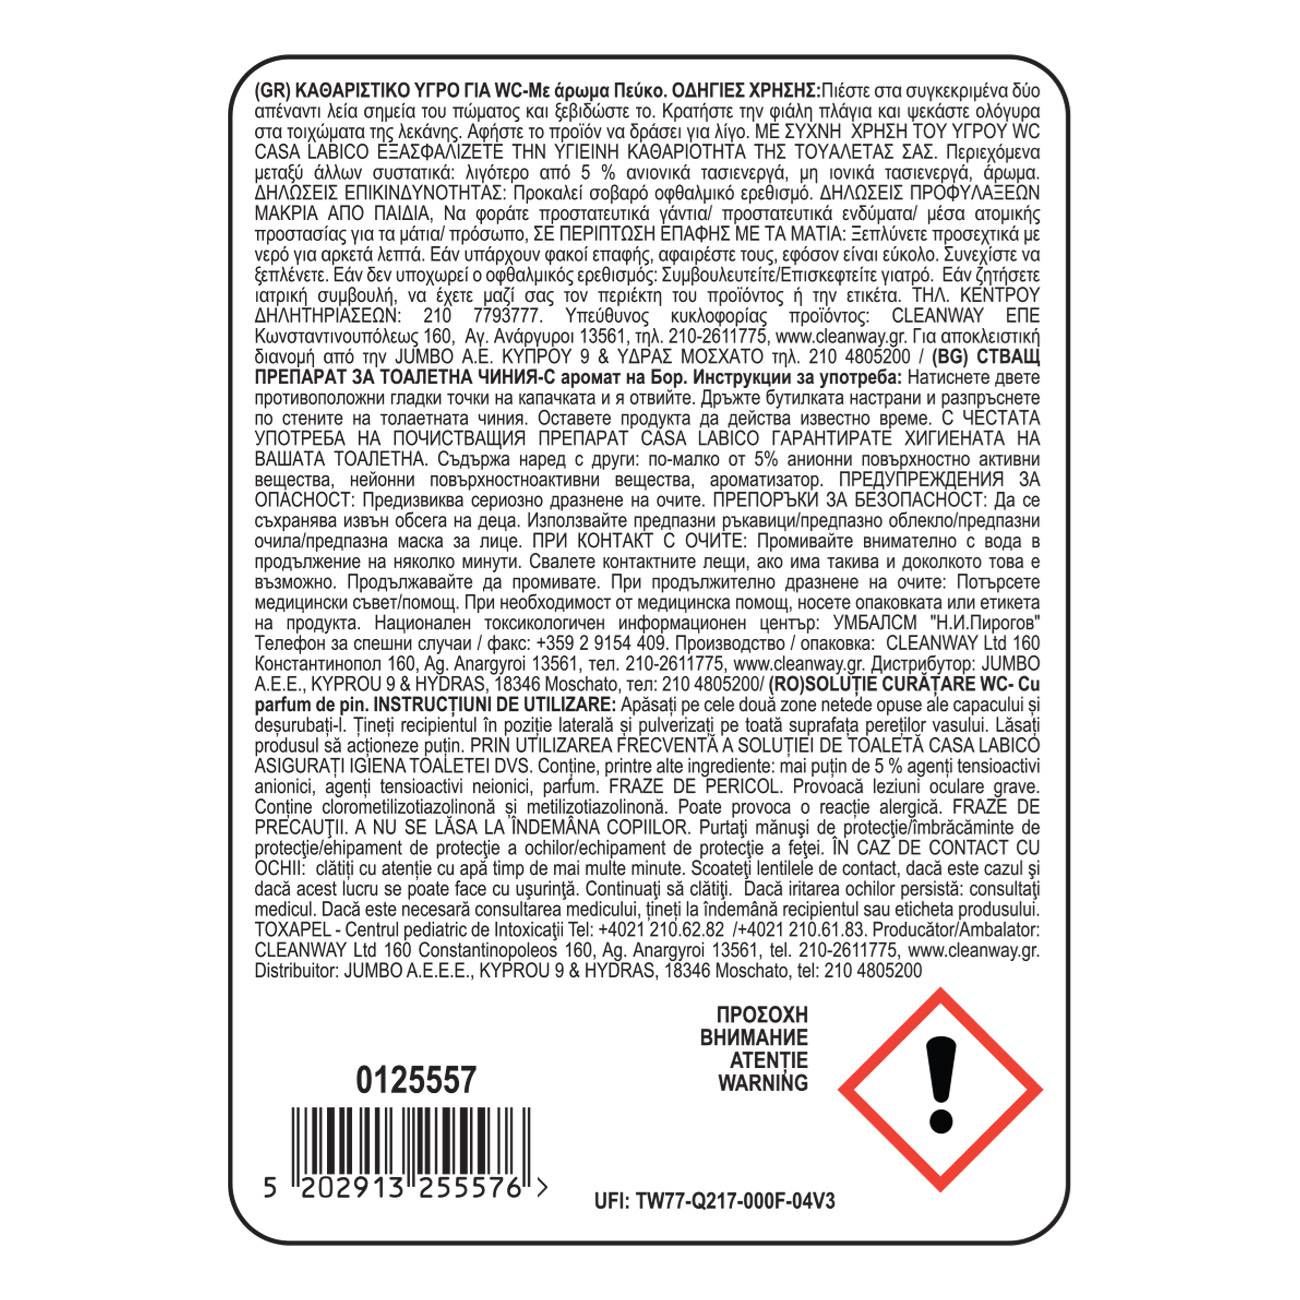 (GR) ΚΑΘΑΡΙΣΤΙΚΟ ΥΓΡΟ ΓΙΑ WC-Με άρωμα Πεύκο. ΟΔΗΓΙΕΣ ΧΡΗΣΗΣ:Πιέστε στα συγκεκριμένα δύο
απέναντι λεία σημεία του πώματος και ξεβιδώστε το. Κρατήστε την φιάλη πλάγια και ψεκάστε ολόγυρα
στα τοιχώματα της λεκάνης. Αφήστε το προϊόν να δράσει για λίγο. ΜΕ ΣΥΧΝΗ ΧΡΗΣΗ ΤΟΥ ΥΓΡΟΥ WC
CASA LABICO ΕΞΑΣΦΑΛΙΖΕΤΕ ΤΗΝ ΥΓΙΕΙΝΗ ΚΑΘΑΡΙΟΤΗΤΑ ΤΗΣ ΤΟΥΑΛΕΤΑΣ ΣΑΣ. Περιεχόμενα
μεταξύ άλλων συστατικά: λιγότερο από 5 % ανιονικά τασιενεργά, μη ιονικά τασιενεργά, άρωμα.
ΔΗΛΩΣΕΙΣ ΕΠΙΚΙΝΔΥΝΟΤΗΤΑΣ: Προκαλεί σοβαρό οφθαλμικό ερεθισμό. ΔΗΛΩΣΕΙΣ ΠΡΟΦΥΛΑΞΕΩΝ
ΜΑΚΡΙΑ ΑΠΟ ΠΑΙΔΙΑ, Να φοράτε προστατευτικά γάντια/ προστατευτικά ενδύματα/ μέσα ατομικής
προστασίας για τα μάτια/ πρόσωπο, ΣΕ ΠΕΡΙΠΤΩΣΗ ΕΠΑΦΗΣ ΜΕ ΤΑ ΜΑΤΙΑ: Ξεπλύνετε προσεχτικά με
νερό για αρκετά λεπτά. Εάν υπάρχουν φακοί επαφής, αφαιρέστε τους, εφόσον είναι εύκολο. Συνεχίστε να
ξεπλένετε. Εάν δεν υποχωρεί ο οφθαλμικός ερεθισμός: Συμβουλευτείτε/Επισκεφτείτε γιατρό. Εάν ζητήσετε
ιατρική συμβουλή, να έχετε μαζί σας τον περιέκτη του προϊόντος ή την ετικέτα. ΤΗΛ. ΚΕΝΤΡΟΥ
ΔΗΛΗΤΗΡΙΑΣΕΩΝ: 210 7793777. Υπεύθυνος κυκλοφορίας προϊόντος: CLEANWAY ΕΠΕ
Κωνσταντινουπόλεως 160, Αγ. Ανάργυροι 13561, τηλ. 210-2611775, www.cleanway.gr. Για αποκλειστική
διανομή από την JUMBO Α.Ε. ΚΥΠΡΟΥ 9 & ΥΔΡΑΣ ΜΟΣΧΑΤΟ τηλ. 210 4805200 / (BG) СТВАЩ
ПРЕПАРАТ ЗА ТОАЛЕТНА ЧИНИЯ-С аромат на Бор. Инструкции за употреба: Натиснете двете
противоположни гладки точки на капачката и я отвийте. Дръжте бутилката настрани и разпръснете
по стените на толаетната чиния. Оставете продукта да действа известно време. С ЧЕСТАТА
УПОТРЕБА НА ПОЧИСТВАЩИЯ ПРЕПАРАТ CASA LABICO ГАРАНТИРАТЕ ХИГИЕНАТА НА
ВАШАТА ТОАЛЕТНА. Съдържа наред с други: по-малко от 5% анионни повърхностно активни
вещества, нейонни повърхностноактивни вещества, ароматизатор. ПРЕДУПРЕЖДЕНИЯ ЗА
ОПАСНОСТ: Предизвиква сериозно дразнене на очите. ПРЕПОРЪКИ ЗА БЕЗОПАСНОСТ: Да се
съхранява извън обсега на деца. Използвайте предпазни ръкавици/предпазно облекло/предпазни
очила/предпазна маска за лице. ПРИ КОНТАКТ С ОЧИТЕ: Промивайте внимателно с вода в
продължение на няколко минути. Свалете контактните лещи, ако има такива и доколкото това е
възможно. Продължавайте да промивате. При продължително дразнене на очите: Потърсете
медицински съвет/помощ. При необходимост от медицинска помощ, носете опаковката или етикета
на продукта. Национален токсикологичен информационен център: УМБАЛСМ "Н.И.Пирогов"
Телефон за спешни случаи / факс: +359 2 9154 409. Производство / опаковка: CLEANWAY Ltd 160
Константинопол 160, Ag. Anargyroi 13561, тел. 210-2611775, www.cleanway.gr. Дистрибутор: JUMBO
A.E.E., KYPROU 9 & HYDRAS, 18346 Moschato, тел: 210 4805200/ (RO)SOLUȚIE CURĂȚARE WC- Cu
parfum de pin. INSTRUCȚIUNI DE UTILIZARE: Apăsați pe cele două zone netede opuse ale capacului și
deșurubați-l. Țineți recipientul în poziție laterală și pulverizați pe toată suprafața pereților vasului. Lăsați
produsul să acționeze puțin. PRIN UTILIZAREA FRECVENTĂ A SOLUȚIEI DE TOALETĂ CASA LABICO
ASIGURAȚI IGIENA TOALETEI DVS. Conține, printre alte ingrediente: mai puțin de 5 % agenți tensioactivi
anionici, agenți tensioactivi neionici, parfum. FRAZE DE PERICOL. Provoacă leziuni oculare grave.
Conține clorometilizotiazolinonă și metilizotiazolinonă. Poate provoca o reacție alergică. FRAZE DE
PRECAUŢII. A NU SE LĂSA LA ÎNDEMÂNA COPIILOR. Purtaţi mănuşi de protecţie/îmbrăcăminte de
protecţie/ehipament de protecţie a ochilor/echipament de protecţie a feţei. ÎN CAZ DE CONTACT CU
OCHII: clătiți cu atenție cu apă timp de mai multe minute. Scoateţi lentilele de contact, dacă este cazul şi
dacă acest lucru se poate face cu uşurinţă. Continuaţi să clătiţi. Dacă iritarea ochilor persistă: consultaţi
medicul. Dacă este necesară consultarea medicului, țineți la îndemână recipientul sau eticheta produsului.
TOXAPEL - Centrul pediatric de Intoxicaţii Tel: +4021 210.62.82 /+4021 210.61.83. Producător/Ambalator:
CLEANWAY Ltd 160 Constantinopoleos 160, Ag. Anargyroi 13561, tel. 210-2611775, www.cleanway.gr.
Distribuitor: JUMBO A.E.E.E., KYPROU 9 & HYDRAS, 18346 Moschato, tel: 210 4805200
ΠΡΟΣΟΧΗ
ВНИМАНИЕ
ATENȚIE
WARNING
0125557
5 202913 255576 >
UFI: TW77-Q217-000F-04V3